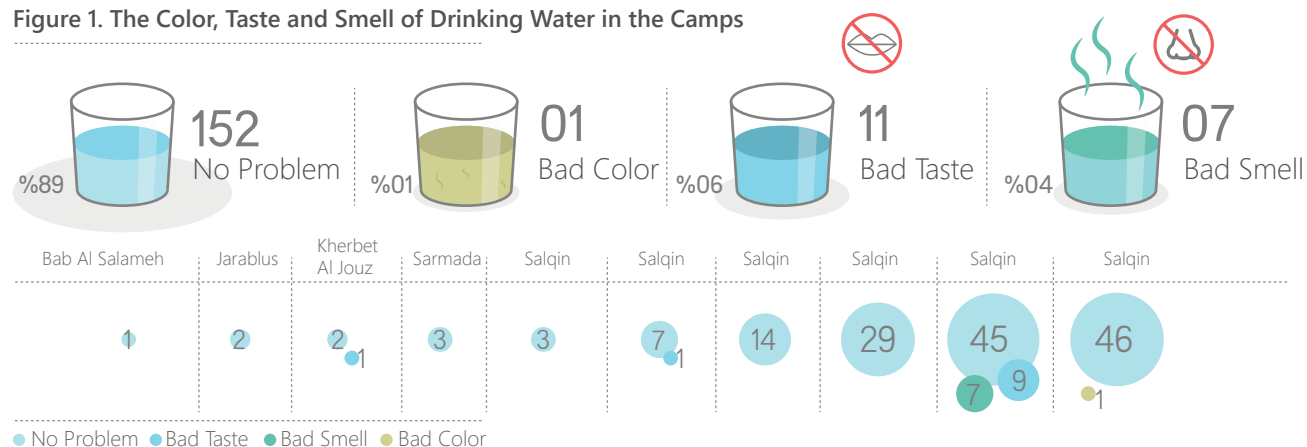 Figure 1. The Color, Taste and Smell of Drinking Water in the Camps
152
No Problem
%89
01
Bad Color
%01
11
Bad Taste
%06
07
Bad Smell
%04
Bab Al Salameh Jarablus Kherbet Al Jouz Sarmada Salqin Salqin Salqin Salqin Salqin Salqin
1 2 2 3 3 7 14 29 45 46
1 1 7 9 1
No Problem Bad Taste Bad Smell Bad Color